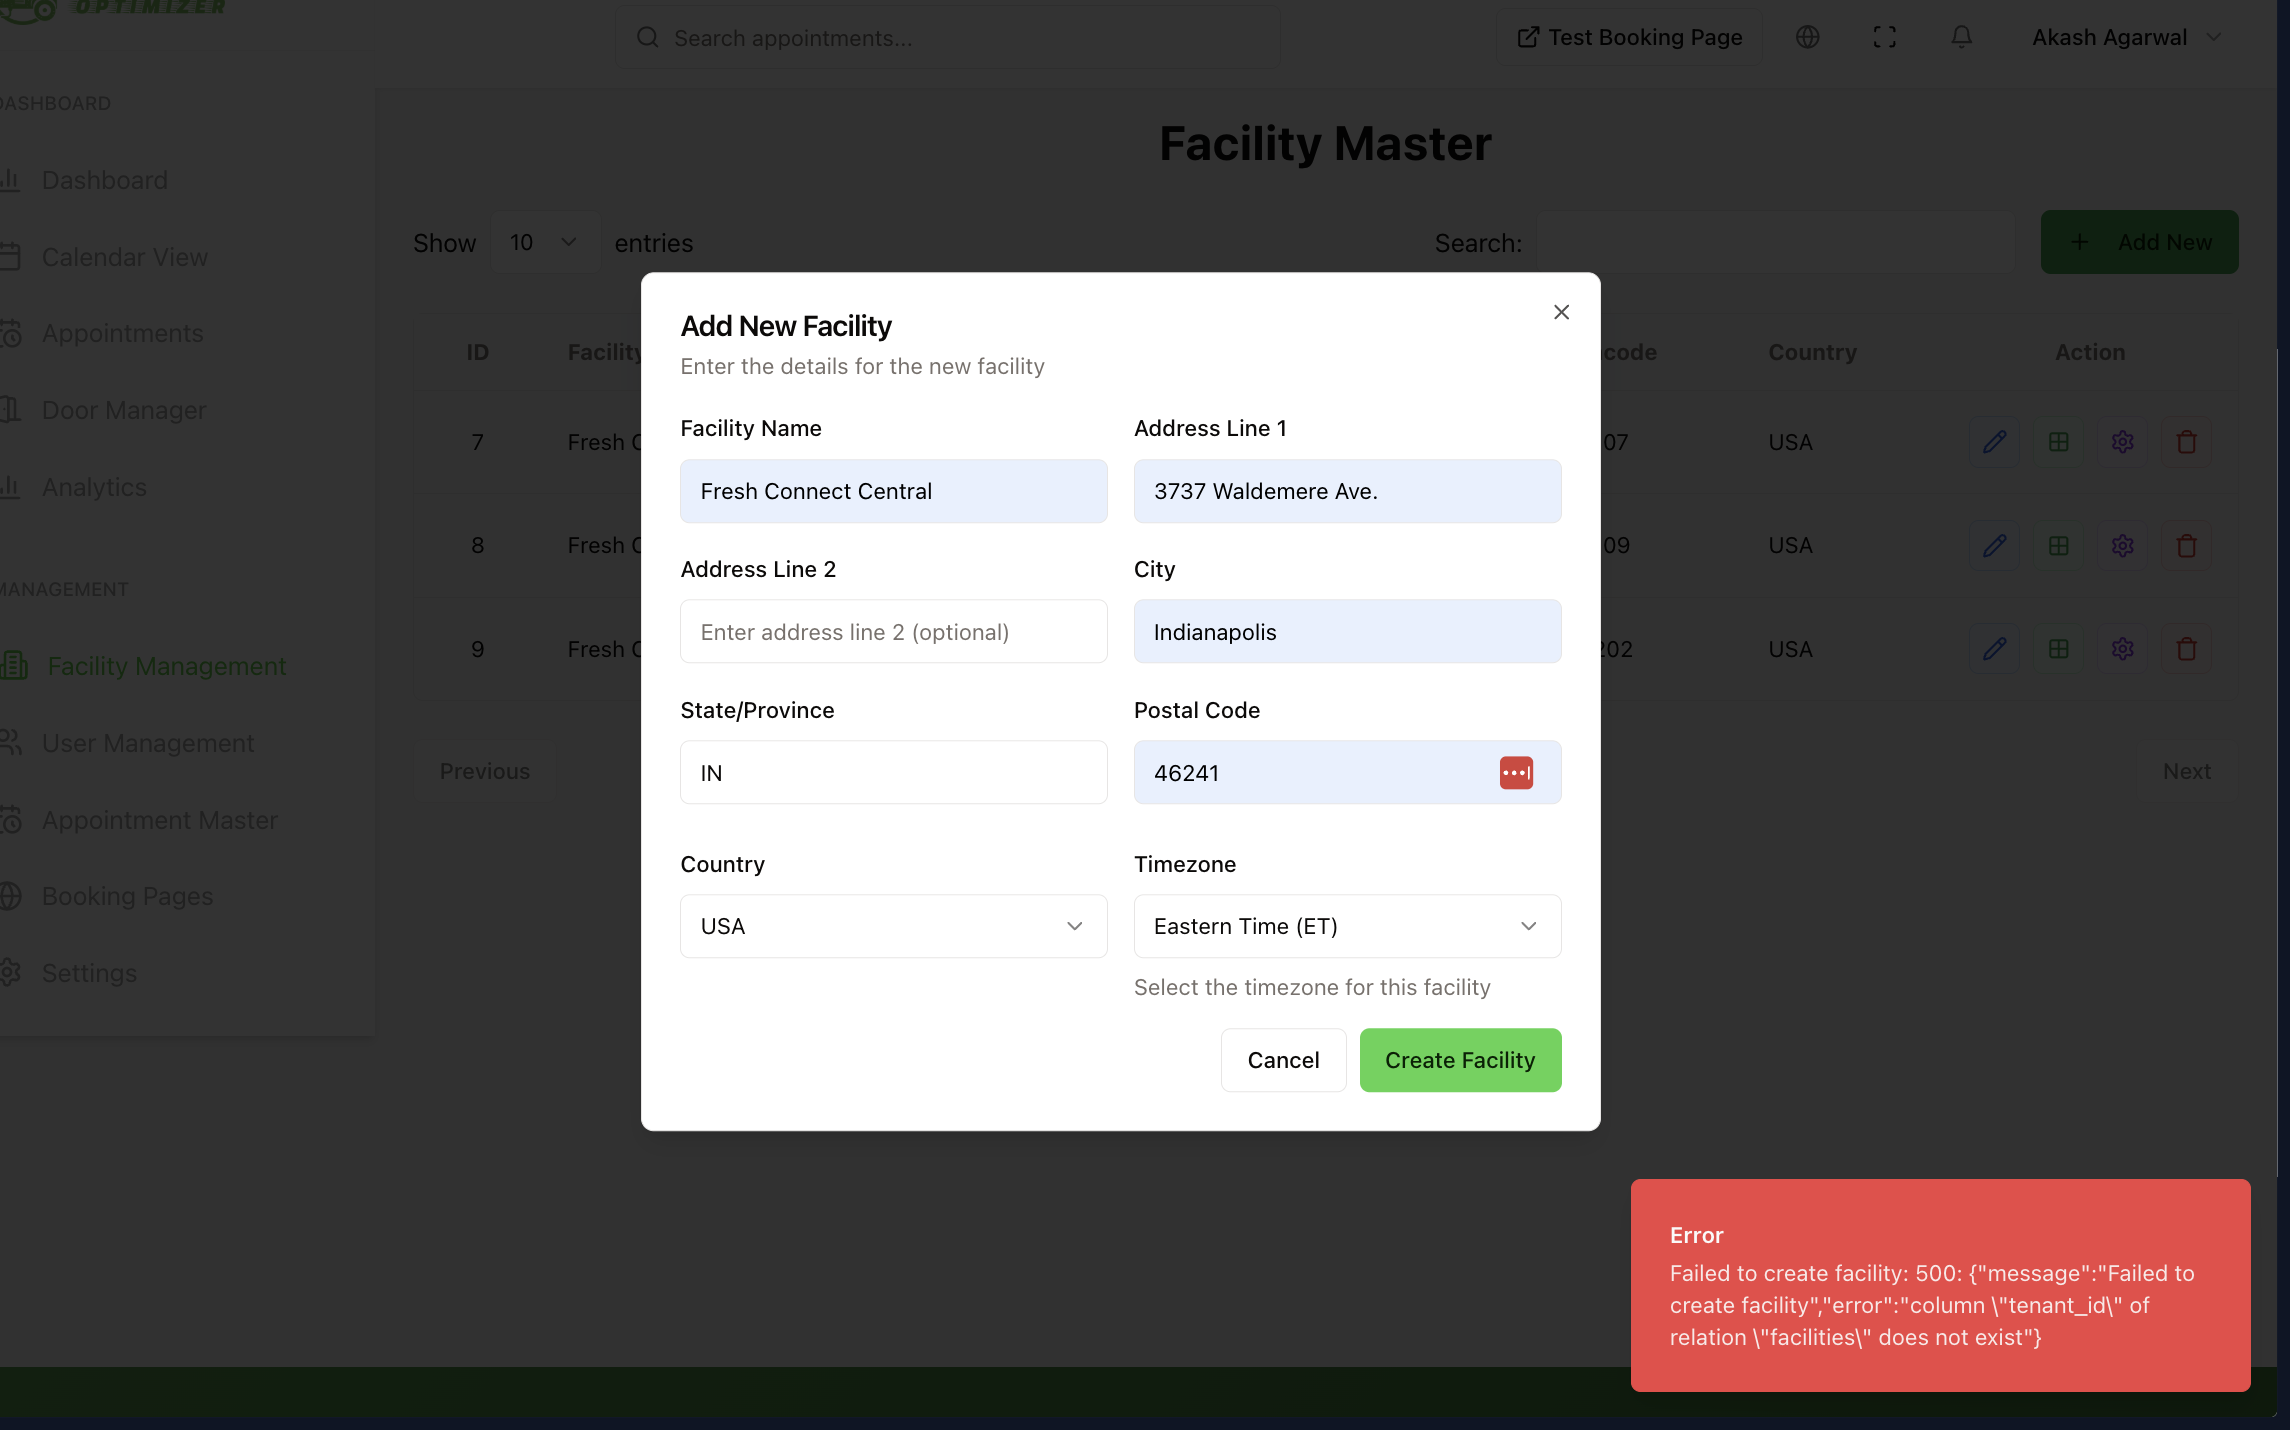 OPTIMIZER
Search appointments...
Test Booking Page
Akash Agarwal
DASHBOARD
Dashboard
Calendar View
Appointments
Door Manager
Analytics
MANAGEMENT
Facility Management
User Management
Appointment Master
Booking Pages
Settings
Facility Master
Show 10 entries
Search:
+ Add New
ID Facility code Country Action
7 Fresh C 07 USA
8 Fresh C 09 USA
9 Fresh C 202 USA
Previous
Next
Add New Facility
Enter the details for the new facility
Facility Name
Fresh Connect Central
Address Line 1
3737 Waldemere Ave.
Address Line 2
Enter address line 2 (optional)
City
Indianapolis
State/Province
IN
Postal Code
46241
Country
USA
Timezone
Eastern Time (ET)
Select the timezone for this facility
Cancel
Create Facility
Error
Failed to create facility: 500: {"message":"Failed to
create facility","error":"column \"tenant_id\" of
relation \"facilities\" does not exist"}